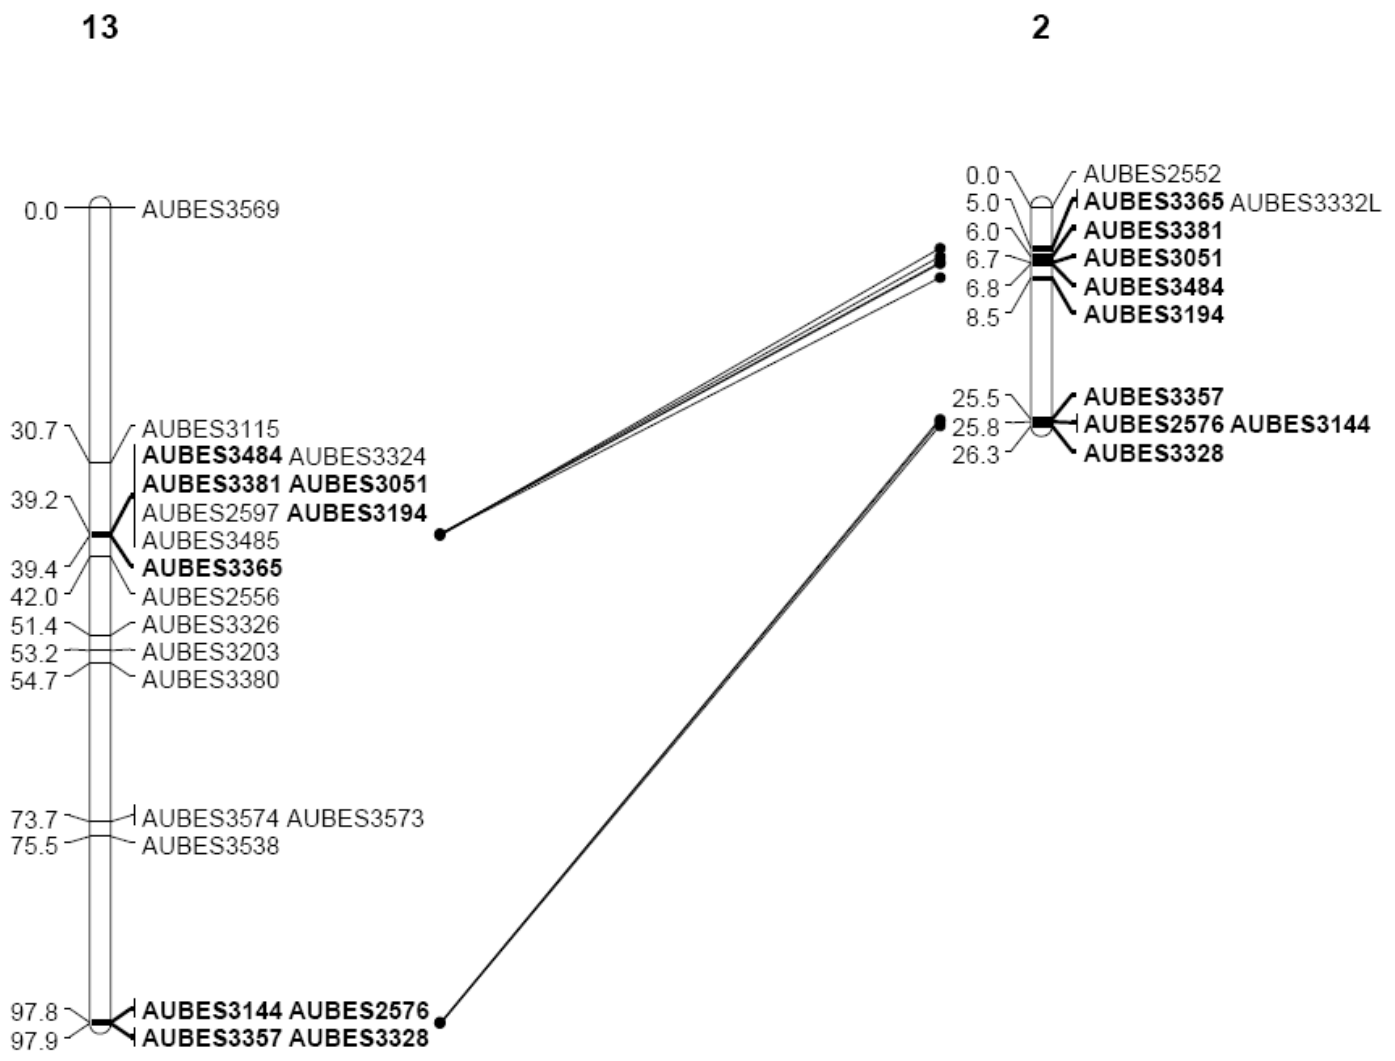 13
0.0 AUBES3569
30.7 AUBES3115
AUBES3484 AUBES3324
39.2 AUBES3381 AUBES3051
AUBES2597 AUBES3194
AUBES3485
39.4 AUBES3365
42.0 AUBES2556
51.4 AUBES3326
53.2 AUBES3203
54.7 AUBES3380
73.7 AUBES3574 AUBES3573
75.5 AUBES3538
97.8 AUBES3144 AUBES2576
97.9 AUBES3357 AUBES3328
2
0.0 AUBES2552
5.0 AUBES3365 AUBES3332L
6.0 AUBES3381
6.7 AUBES3051
6.8 AUBES3484
8.5 AUBES3194
25.5 AUBES3357
25.8 AUBES2576 AUBES3144
26.3 AUBES3328